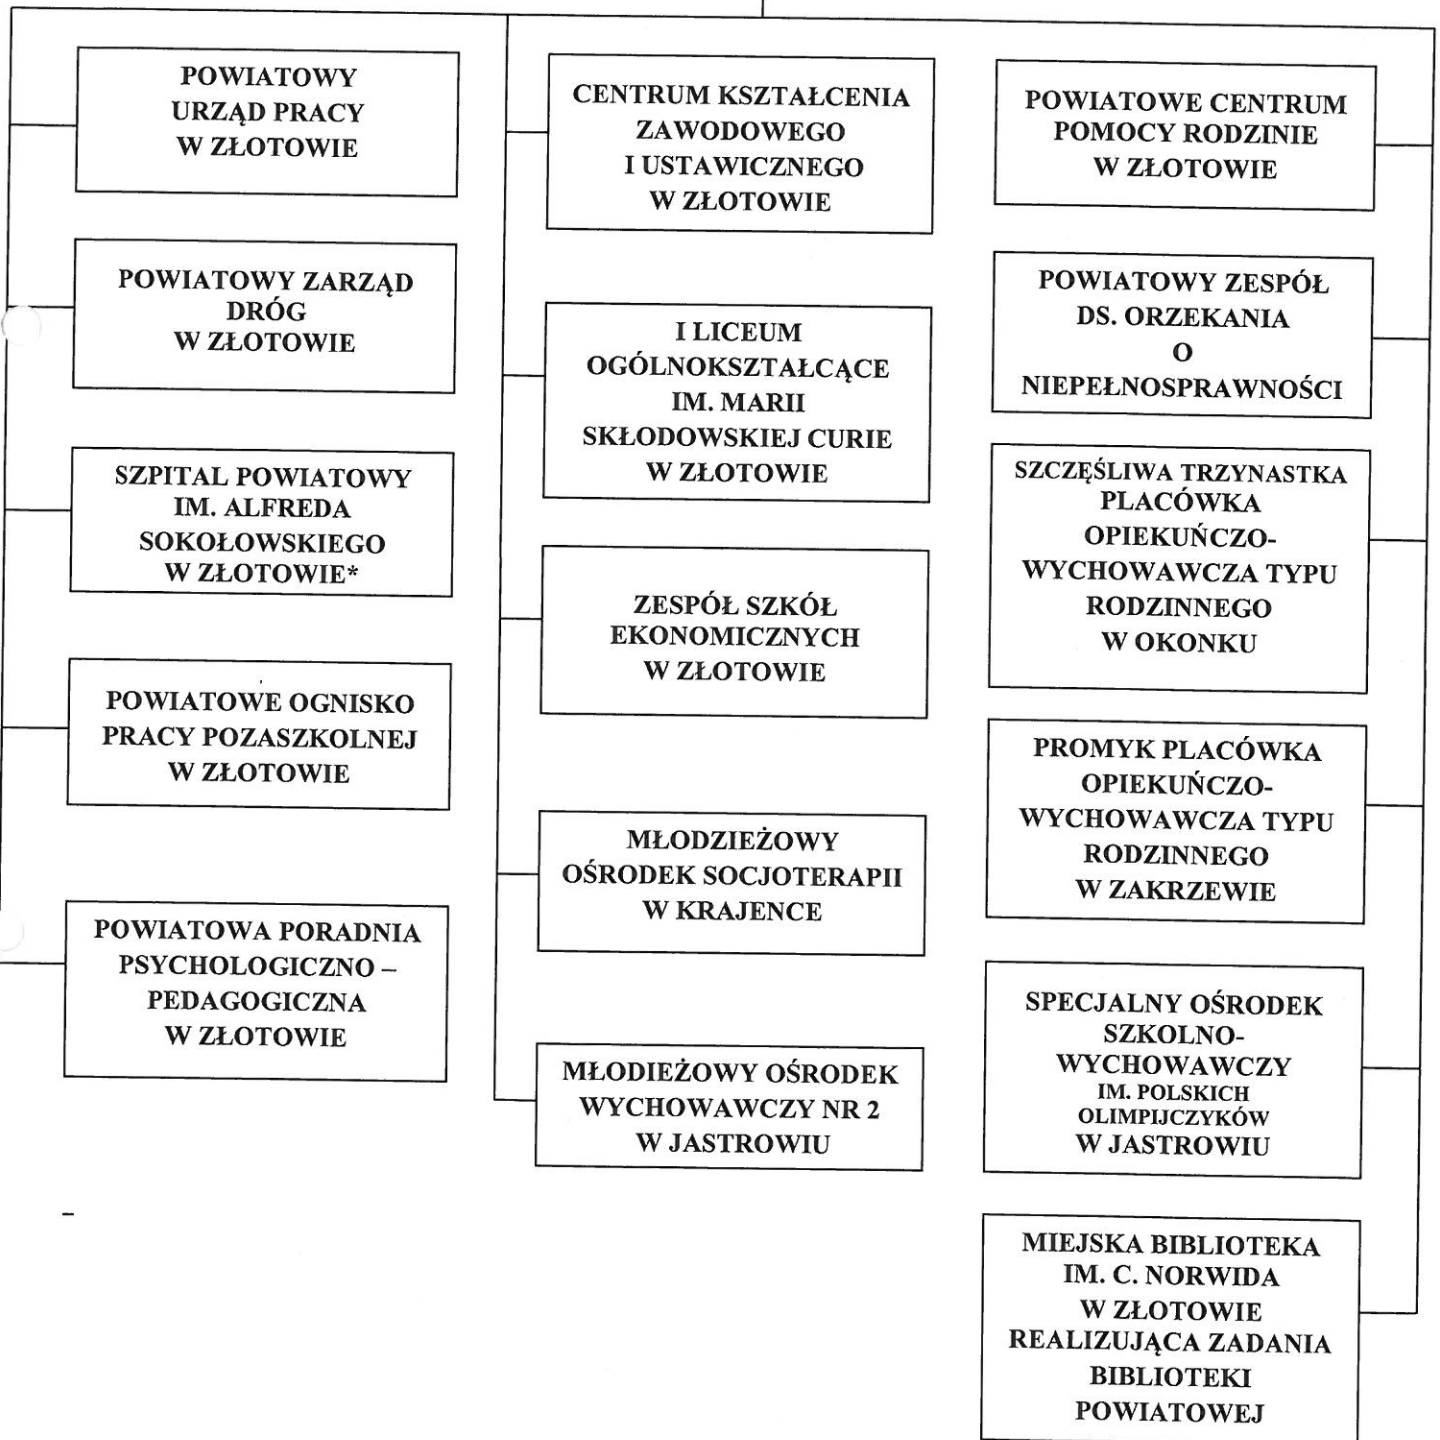 POWIATOWY
URZĄD PRACY
W ZŁOTOWIE
POWIATOWY ZARZĄD
DRÓG
W ZŁOTOWIE
SZPITAL POWIATOWY
IM. ALFREDA
SOKOŁOWSKIEGO
W ZŁOTOWIE*
POWIATOWE OGNISKO
PRACY POZASZKOLNEJ
W ZŁOTOWIE
POWIATOWA PORADNIA
PSYCHOLOGICZNO –
PEDAGOGICZNA
W ZŁOTOWIE
CENTRUM KSZTAŁCENIA
ZAWODOWEGO
I USTAWICZNEGO
W ZŁOTOWIE
I LICEUM
OGÓLNOKSZTAŁCĄCE
IM. MARII
SKŁODOWSKIEJ CURIE
W ZŁOTOWIE
ZESPÓŁ SZKÓŁ
EKONOMICZNYCH
W ZŁOTOWIE
MŁODZIEŻOWY
OŚRODEK SOCJOTERAPII
W KRAJENCE
MŁODIEŻOWY OŚRODEK
WYCHOWAWCZY NR 2
W JASTROWIU
POWIATOWE CENTRUM
POMOCY RODZINIE
W ZŁOTOWIE
POWIATOWY ZESPÓŁ
DS. ORZEKANIA
O
NIEPEŁNOSPRAWNOŚCI
SZCZĘŚLIWA TRZYNASTKA
PLACÓWKA
OPIEKUŃCZO-
WYCHOWAWCZA TYPU
RODZINNEGO
W OKONKU
PROMYK PLACÓWKA
OPIEKUŃCZO-
WYCHOWAWCZA TYPU
RODZINNEGO
W ZAKRZEWIE
SPECJALNY OŚRODEK
SZKOLNO-
WYCHOWAWCZY
IM. POLSKICH
OLIMPIJCZYKÓW
W JASTROWIU
MIEJSKA BIBLIOTEKA
IM. C. NORWIDA
W ZŁOTOWIE
REALIZUJĄCA ZADANIA
BIBLIOTEKI
POWIATOWEJ